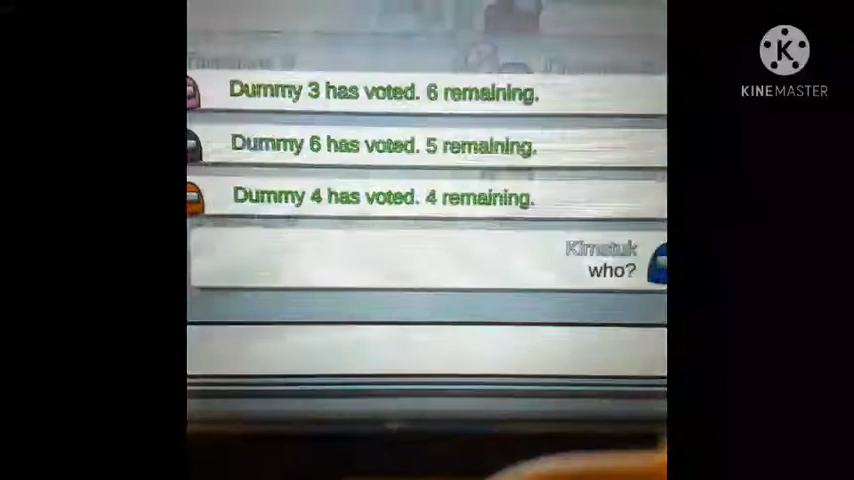 K
KINEMASTER
Dummy 3 has voted. 6 remaining.
Dummy 6 has voted. 5 remaining.
Dummy 4 has voted. 4 remaining.
Kimstuk
who?